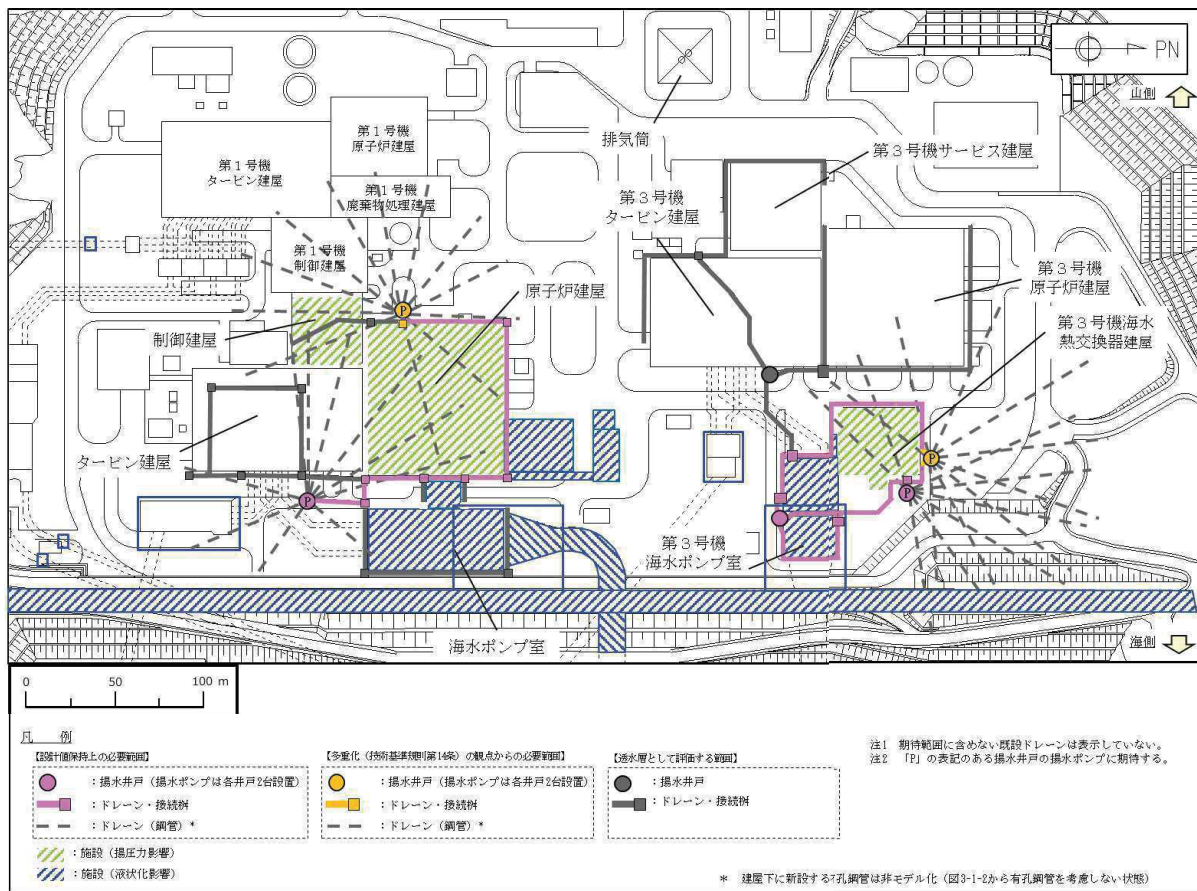 PN
山側
排気筒
第1号機
原子炉建屋
第1号機
タービン建屋
第1号機
廃棄物処理建屋
第3号機サービス建屋
第3号機
タービン建屋
第1号機
制御建屋
第3号機
原子炉建屋
原子炉建屋
P
第3号機海水
熱交換器建屋
制御建屋
タービン建屋
P
P
P
第3号機
海水ポンプ室
海水ポンプ室
海側
0 50 100 m
凡 例
【設計値保持上の必要範囲】
:揚水井戸(揚水ポンプは各井戸2台設置)
:ドレーン・接続桝
:ドレーン(鋼管)*
:施設(揚圧力影響)
:施設(液状化影響)
【多重化(技術基準規則第14条)の観点からの必要範囲】
:揚水井戸(揚水ポンプは各井戸2台設置)
:ドレーン・接続桝
:ドレーン(鋼管)*
【透水層として評価する範囲】
:揚水井戸
:ドレーン・接続桝
注1 期待範囲に含めない既設ドレーンは表示していない。
注2 「P」の表記のある揚水井戸の揚水ポンプに期待する。
* 建屋下に新設する孔鋼管は非モデル化(図3-1-2から有孔鋼管を考慮しない状態)